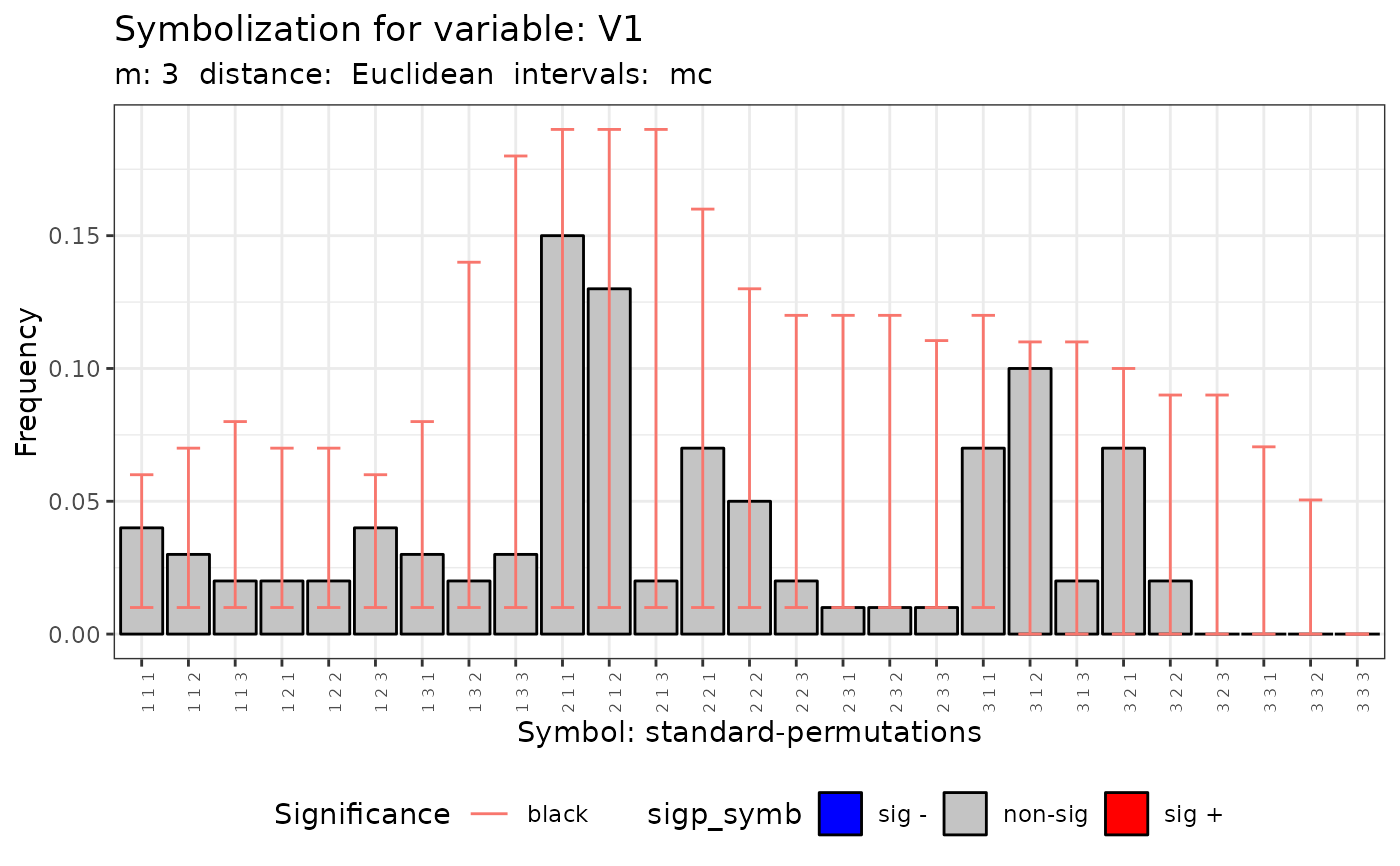 Symbolization for variable: V1
m: 3 distance: Euclidean intervals: mc
Frequency
0.15
0.10
0.05
0.00
1 1 1
1 1 2
1 1 3
1 2 1
1 2 2
1 2 3
1 3 1
1 3 2
1 3 3
2 1 1
2 1 2
2 1 3
2 2 1
2 2 2
2 2 3
2 3 1
2 3 2
2 3 3
3 1 1
3 1 2
3 1 3
3 2 1
3 2 2
3 2 3
3 3 1
3 3 2
3 3 3
Symbol: standard-permutations
Significance black sigp_symb sig - non-sig sig +